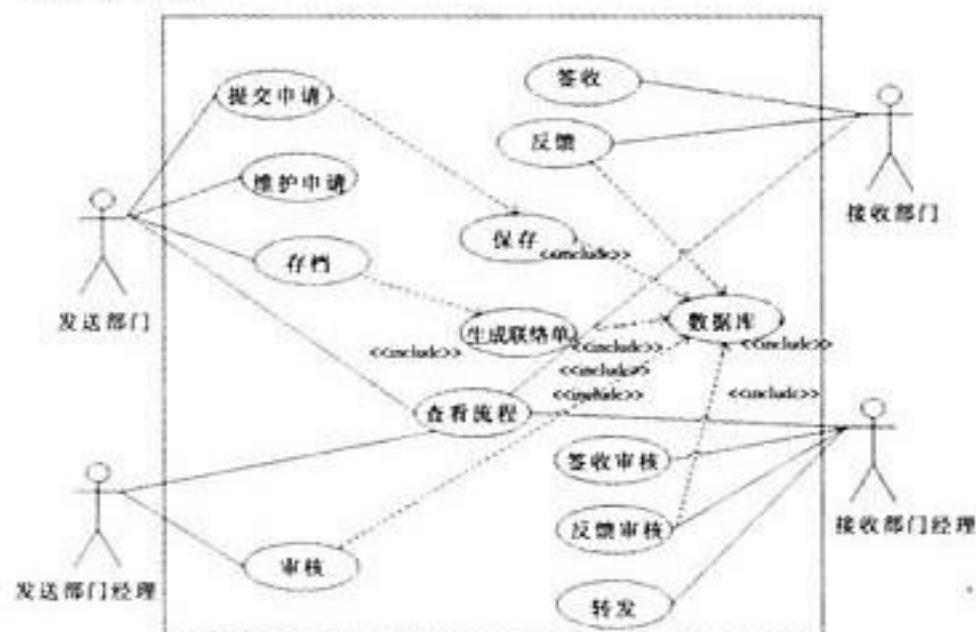 签收
提交申请
反馈
维护申请
接收部门
保存
<<include>>
存档
发送部门
数据库
生成联络单
<<include>>
<<include>>
<<include>>
<<include>>
查看流程
<<include>>
<<include>>
签收审核
反馈审核
接收部门经理
审核
发送部门经理
转发